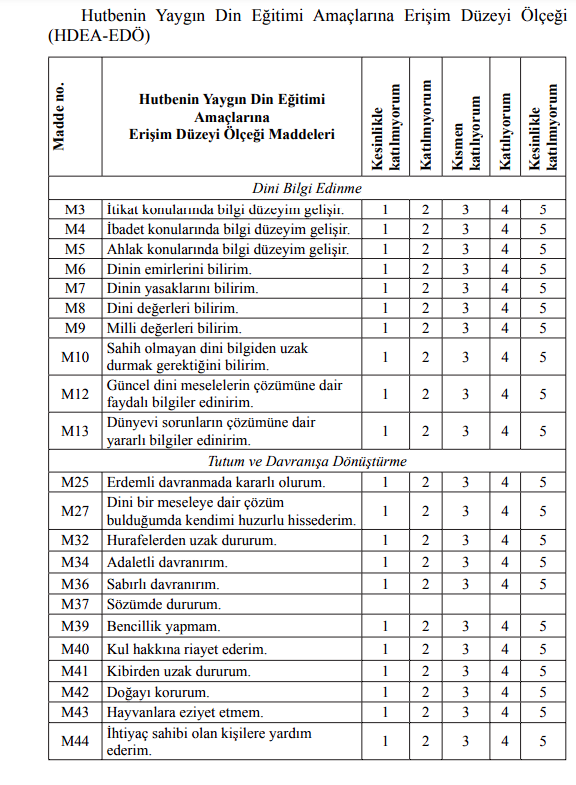 Hutbenin Yaygın Din Eğitimi Amaçlarına Erişim Düzeyi Ölçeği
(HDEA-EDÖ)
Madde no.
Hutbenin Yaygın Din Eğitimi
Amaçlarına
Erişim Düzeyi Ölçeği Maddeleri
Kesinlikle
katılmıyorum
Katılmıyorum
Kısmen
katılıyorum
Katılıyorum
Kesinlikle
katılmıyorum
Dini Bilgi Edinme
M3 İtikat konularında bilgi düzeyim gelişir. 1 2 3 4 5
M4 İbadet konularında bilgi düzeyim gelişir. 1 2 3 4 5
M5 Ahlak konularında bilgi düzeyim gelişir. 1 2 3 4 5
M6 Dinin emirlerini bilirim. 1 2 3 4 5
M7 Dinin yasaklarını bilirim. 1 2 3 4 5
M8 Dini değerleri bilirim. 1 2 3 4 5
M9 Milli değerleri bilirim. 1 2 3 4 5
M10 Sahih olmayan dini bilgiden uzak
durmak gerektiğini bilirim. 1 2 3 4 5
M12 Güncel dini meselelerin çözümüne dair
faydalı bilgiler edinirim. 1 2 3 4 5
M13 Dünyevi sorunların çözümüne dair
yararlı bilgiler edinirim. 1 2 3 4 5
Tutum ve Davranışa Dönüştürme
M25 Erdemli davranmada kararlı olurum. 1 2 3 4 5
M27 Dini bir meseleye dair çözüm
bulduğumda kendimi huzurlu hissederim. 1 2 3 4 5
M32 Hurafelerden uzak dururum. 1 2 3 4 5
M34 Adaletli davranırım. 1 2 3 4 5
M36 Sabırlı davranırım. 1 2 3 4 5
M37 Sözümde dururum.
M39 Bencillik yapmam. 1 2 3 4 5
M40 Kul hakkına riayet ederim. 1 2 3 4 5
M41 Kibirden uzak dururum. 1 2 3 4 5
M42 Doğayı korurum. 1 2 3 4 5
M43 Hayvanlara eziyet etmem. 1 2 3 4 5
M44 İhtiyaç sahibi olan kişilere yardım
ederim. 1 2 3 4 5